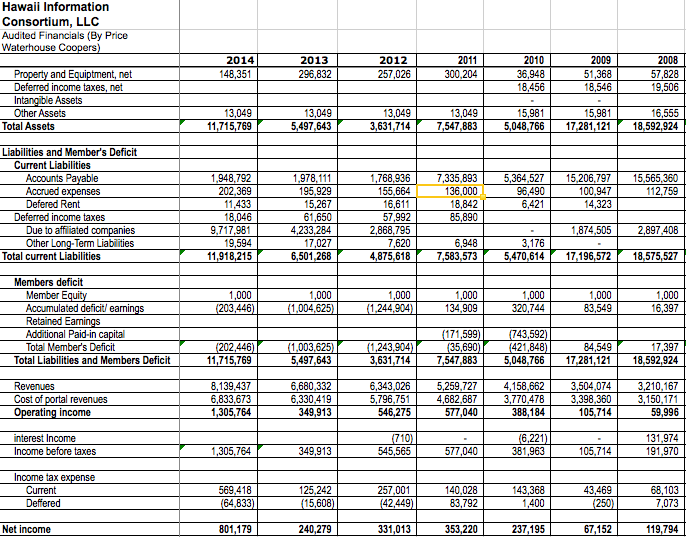 Hawaii Information
Consortium, LLC
Audited Financials (By Price
Waterhouse Coopers)
2014 2013 2012 2011 2010 2009 2008
Property and Equiptment, net 148,351 296,832 257,026 300,204 36,948 51,368 57,828
Deferred income taxes, net 18,456 18,546 19,506
Intangible Assets - -
Other Assets 13,049 13,049 13,049 13,049 15,981 15,981 16,555
Total Assets 11,715,769 5,497,643 3,631,714 7,547,883 5,048,766 17,281,121 18,592,924
Liabilities and Member's Deficit
Current Liabilities
Accounts Payable 1,948,792 1,978,111 1,768,936 7,335,893 5,364,527 15,206,797 15,565,360
Accrued expenses 202,369 195,929 155,664 136,000 96,490 100,947 112,759
Defered Rent 11,433 15,267 16,611 18,842 6,421 14,323
Deferred income taxes 18,046 61,650 57,992 85,890
Due to affiliated companies 9,717,981 4,233,284 2,868,795 - 1,874,505 2,897,408
Other Long-Term Liabilities 19,594 17,027 7,620 6,948 3,176 -
Total current Liabilities 11,918,215 6,501,268 4,875,618 7,583,573 5,470,614 17,196,572 18,575,527
Members deficit
Member Equity 1,000 1,000 1,000 1,000 1,000 1,000 1,000
Accumulated deficit/ earnings (203,446) (1,004,625) (1,244,904) 134,909 320,744 83,549 16,397
Retained Earnings
Additional Paid-in capital (171,599) (743,592)
Total Member's Deficit (202,446) (1,003,625) (1,243,904) (35,690) (421,848) 84,549 17,397
Total Liabilities and Members Deficit 11,715,769 5,497,643 3,631,714 7,547,883 5,048,766 17,281,121 18,592,924
Revenues 8,139,437 6,680,332 6,343,026 5,259,727 4,158,662 3,504,074 3,210,167
Cost of portal revenues 6,833,673 6,330,419 5,796,751 4,682,687 3,770,478 3,398,360 3,150,171
Operating income 1,305,764 349,913 546,275 577,040 388,184 105,714 59,996
interest Income (710) - (6,221) - 131,974
Income before taxes 1,305,764 349,913 545,565 577,040 381,963 105,714 191,970
Income tax expense
Current 569,418 125,242 257,001 140,028 143,368 43,469 68,103
Deffered (64,833) (15,608) (42,449) 83,792 1,400 (250) 7,073
Net income 801,179 240,279 331,013 353,220 237,195 67,152 119,794